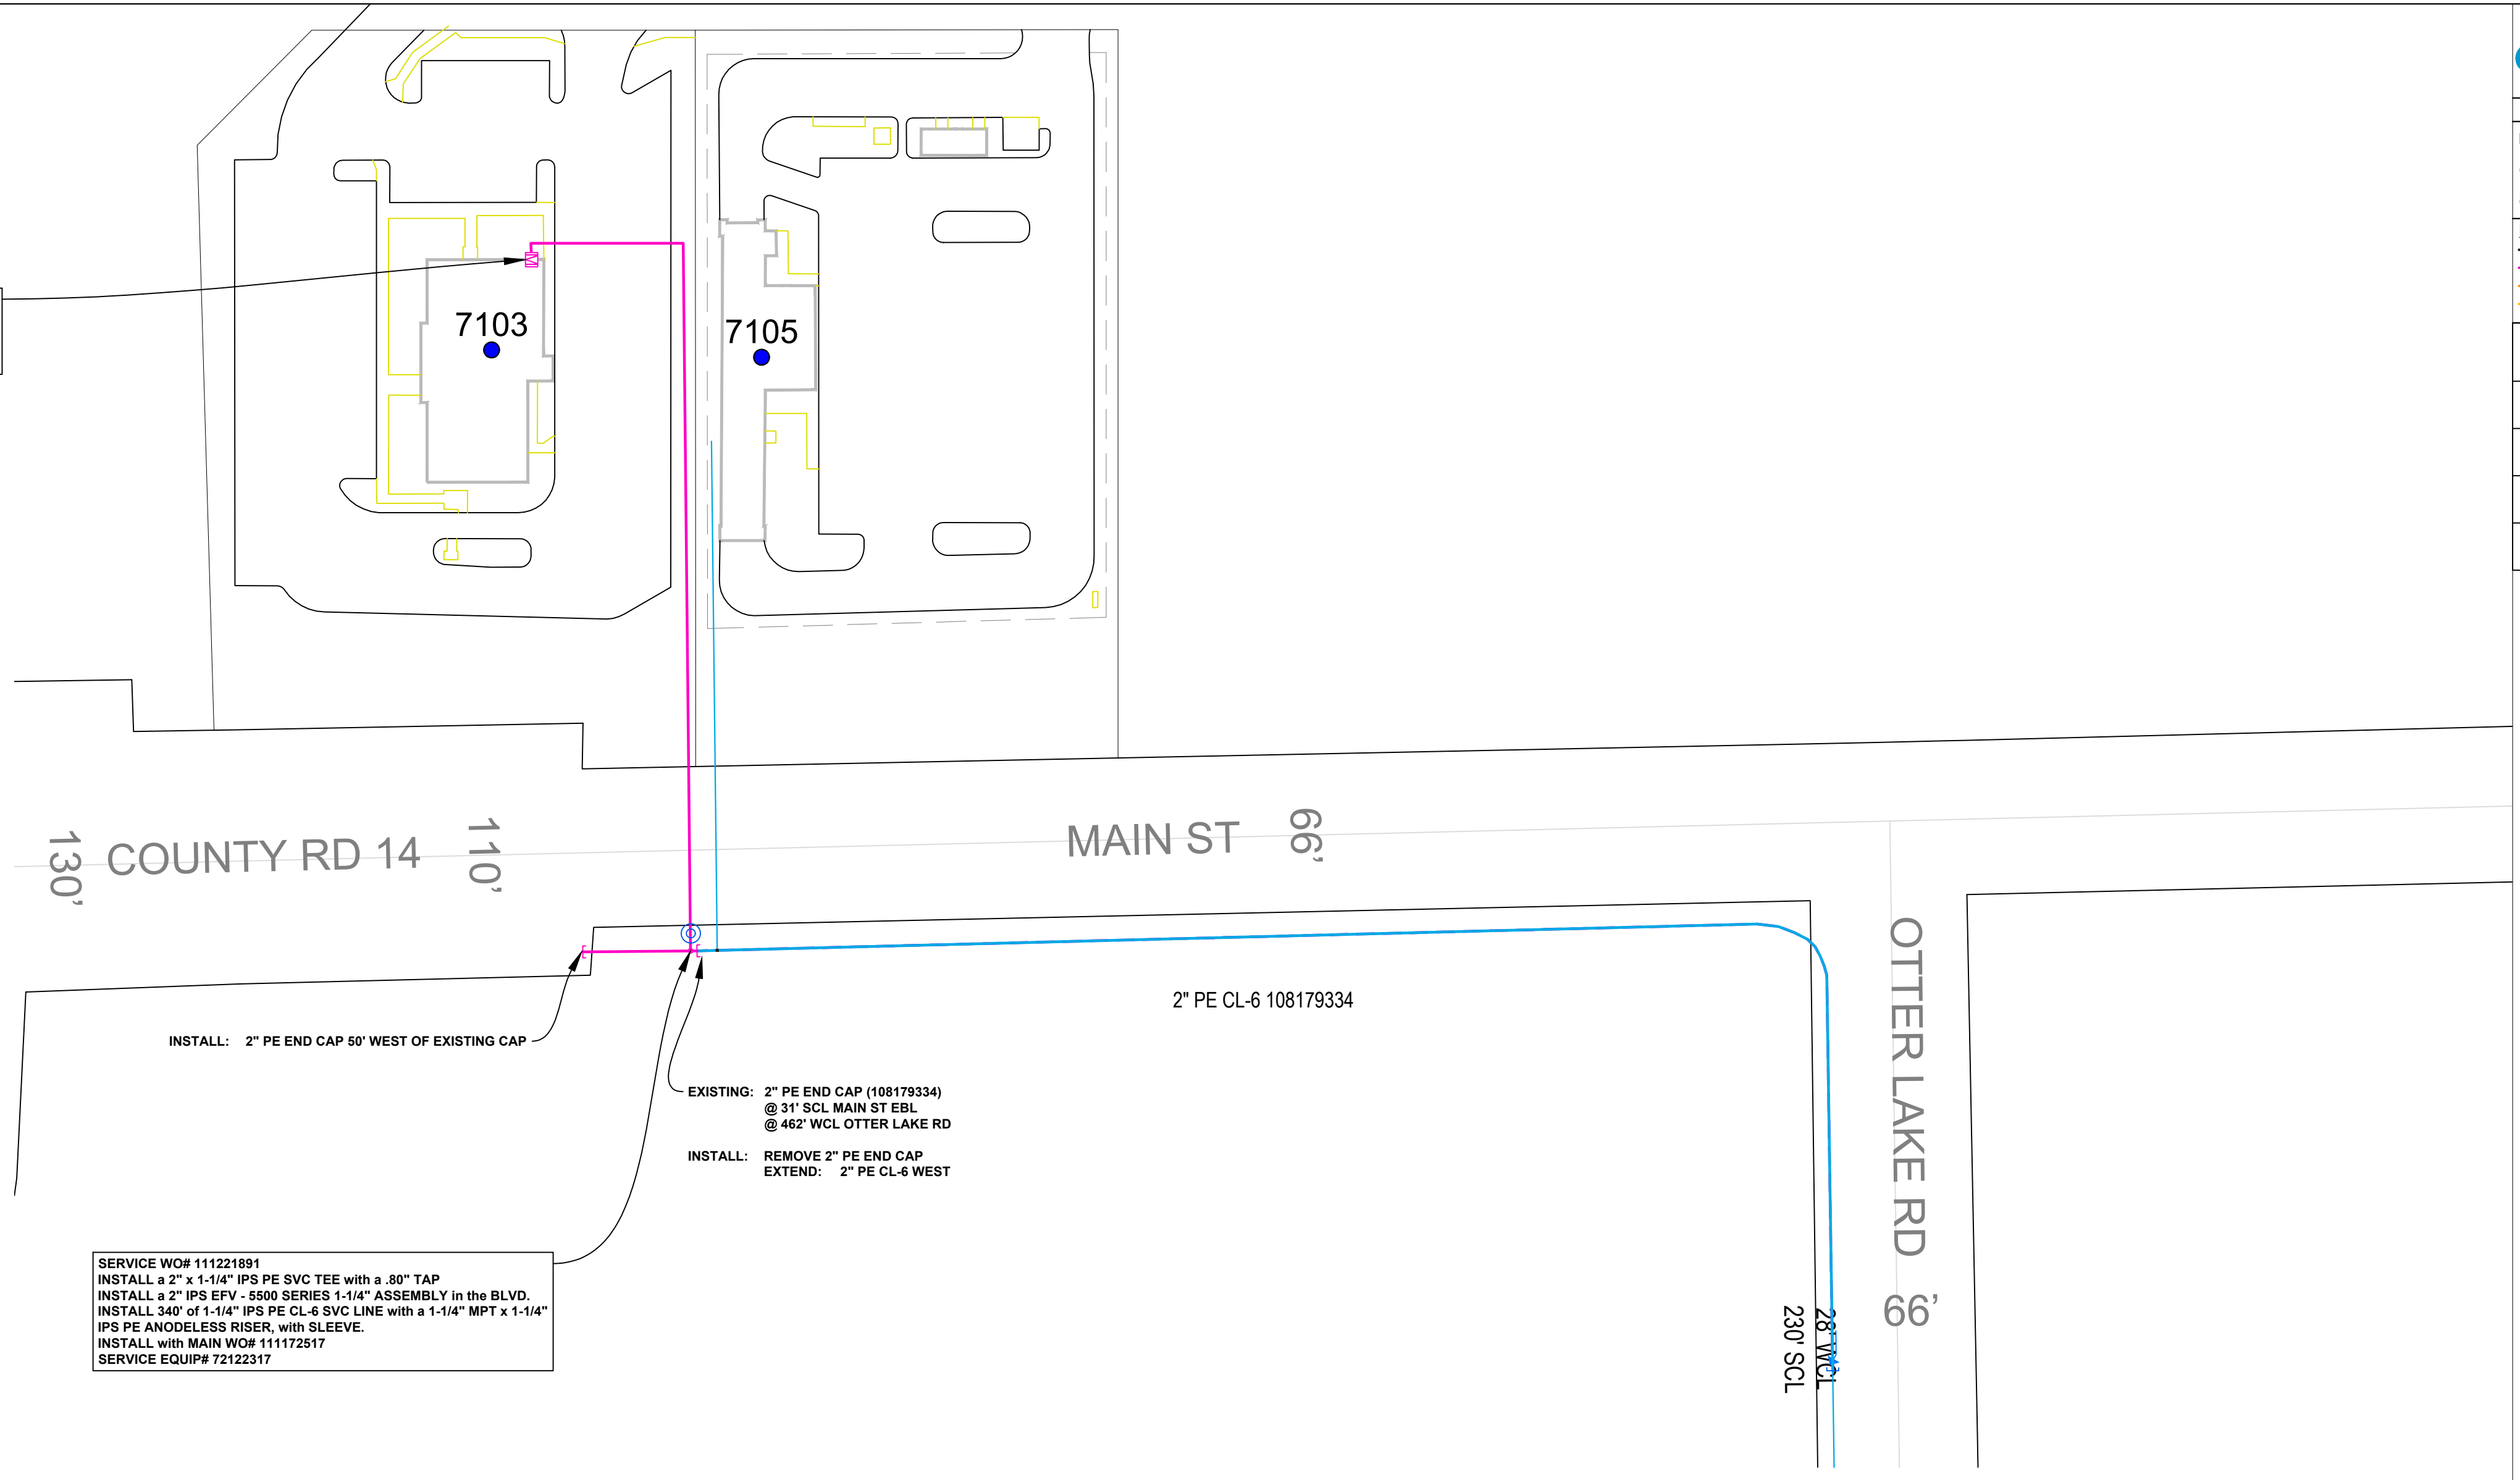 7103
7105
130'
COUNTY RD 14
110'
MAIN ST
66'
OTTER LAKE RD
66'
2" PE CL-6 108179334
INSTALL: 2" PE END CAP 50' WEST OF EXISTING CAP
EXISTING: 2" PE END CAP (108179334)
@ 31' SCL MAIN ST EBL
@ 462' WCL OTTER LAKE RD
INSTALL: REMOVE 2" PE END CAP
EXTEND: 2" PE CL-6 WEST
SERVICE WO# 111221891
INSTALL a 2" x 1-1/4" IPS PE SVC TEE with a .80" TAP
INSTALL a 2" IPS EFV - 5500 SERIES 1-1/4" ASSEMBLY in the BLVD.
INSTALL 340' of 1-1/4" IPS PE CL-6 SVC LINE with a 1-1/4" MPT x 1-1/4"
IPS PE ANODELESS RISER, with SLEEVE.
INSTALL with MAIN WO# 111172517
SERVICE EQUIP# 72122317
28' WCL
230' SCL